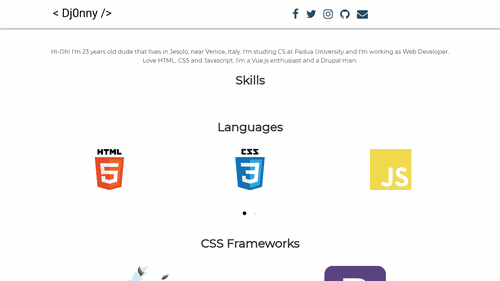 < Dj0nny />
Hi-Oh! I'm 23 years old dude that lives in Jesolo, near Venice, Italy. I'm studing CS at Padua University and I'm working as Web Developer.
Love HTML, CSS and Javascript. I'm a Vue.js enthusiast and a Drupal man.
Skills
Languages
HTML CSS
5 3 JS
CSS Frameworks